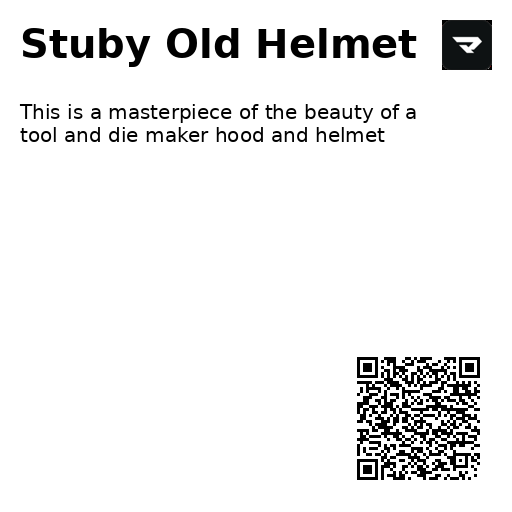 Stuby Old Helmet
This is a masterpiece of the beauty of a
tool and die maker hood and helmet